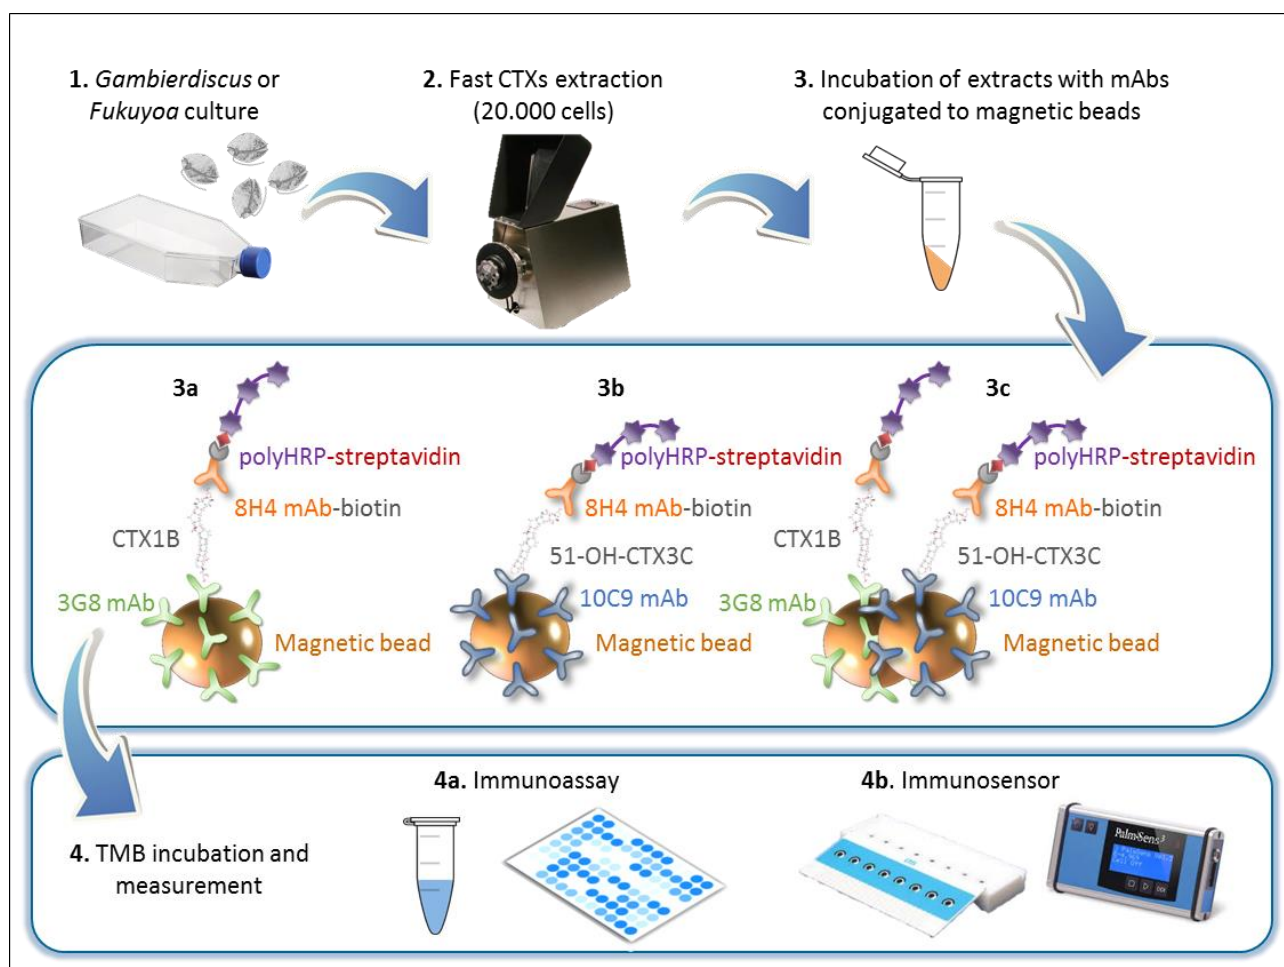 1. Gambierdiscus or
Fukuyoa culture
2. Fast CTXs extraction
(20.000 cells)
3. Incubation of extracts with mAbs
conjugated to magnetic beads
3a
polyHRP-streptavidin
8H4 mAb-biotin
CTX1B
3G8 mAb
Magnetic bead
3b
polyHRP-streptavidin
8H4 mAb-biotin
51-OH-CTX3C
10C9 mAb
Magnetic bead
3c
polyHRP-streptavidin
8H4 mAb-biotin
CTX1B
51-OH-CTX3C
3G8 mAb
10C9 mAb
Magnetic bead
4. TMB incubation and
measurement
4a. Immunoassay
4b. Immunosensor
PalmSens3